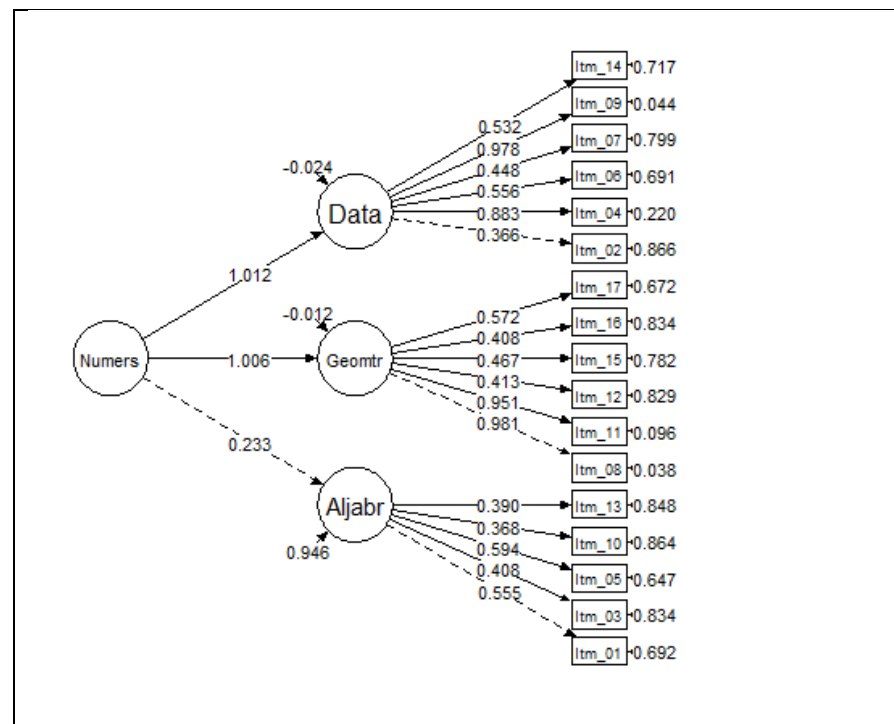 Itm_14 0.717
0.532
Itm_09 0.044
0.978
Itm_07 0.799
0.448
-0.024
Itm_06 0.691
0.556
Data
Itm_04 0.220
0.883
0.366
Itm_02 0.866
1.012
Itm_17 0.672
-0.012
0.572
Itm_16 0.834
0.408
Numers
1.006
Geomtr
0.467
Itm_15 0.782
0.413
Itm_12 0.829
0.951
0.981
Itm_11 0.096
0.233
Itm_08 0.038
Aljabr
0.390
Itm_13 0.848
0.368
Itm_10 0.864
0.946
0.594
0.408
Itm_05 0.647
0.555
Itm_03 0.834
Itm_01 0.692